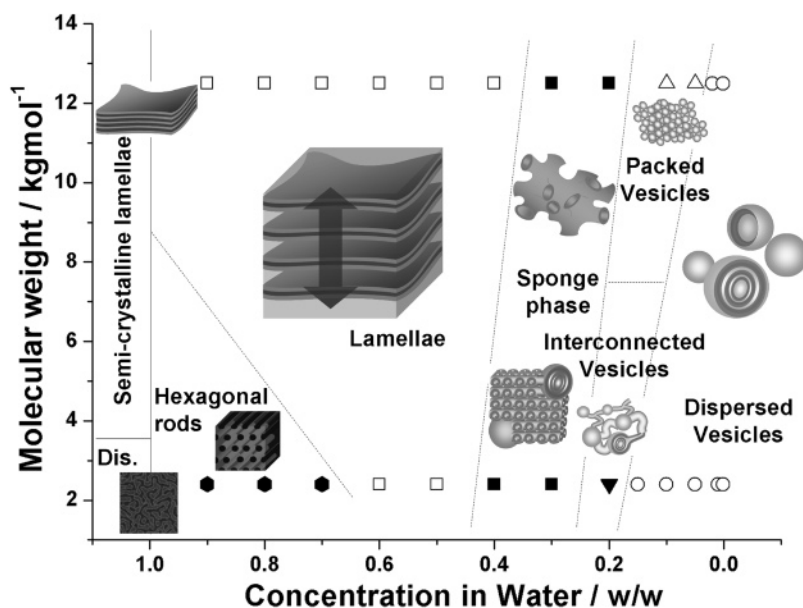 14
12
10
8
6
4
2
Molecular weight / kgmol⁻¹
Semi-crystalline lamellae
Dis.
Hexagonal
rods
Lamellae
Sponge
phase
Packed
Vesicles
Interconnected
Vesicles
Dispersed
Vesicles
1.0
0.8
0.6
0.4
0.2
0.0
Concentration in Water / w/w